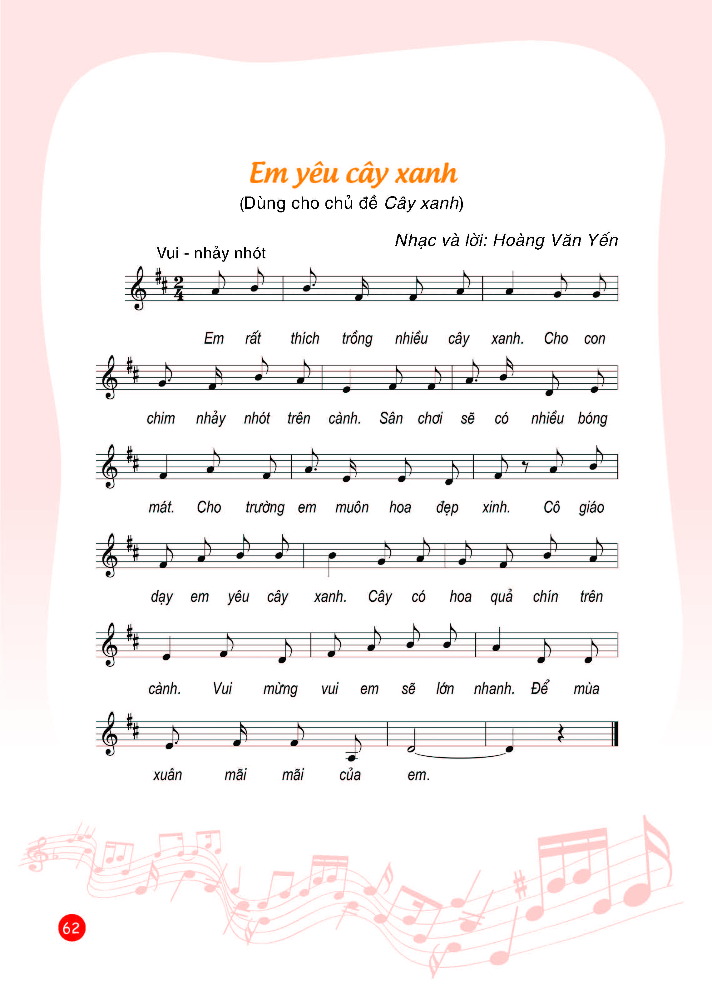 Em yêu cây xanh
(Dùng cho chủ đề Cây xanh)
Nhạc và lời: Hoàng Văn Yến
Vui - nhảy nhót
2
4
Em rất thích trồng nhiều cây xanh. Cho con
chim nhảy nhót trên cành. Sân chơi sẽ có nhiều bóng
mát. Cho trường em muôn hoa đẹp xinh. Cô giáo
dạy em yêu cây xanh. Cây có hoa quả chín trên
cành. Vui mừng vui em sẽ lớn nhanh. Để mùa
xuân mãi mãi của em.
62